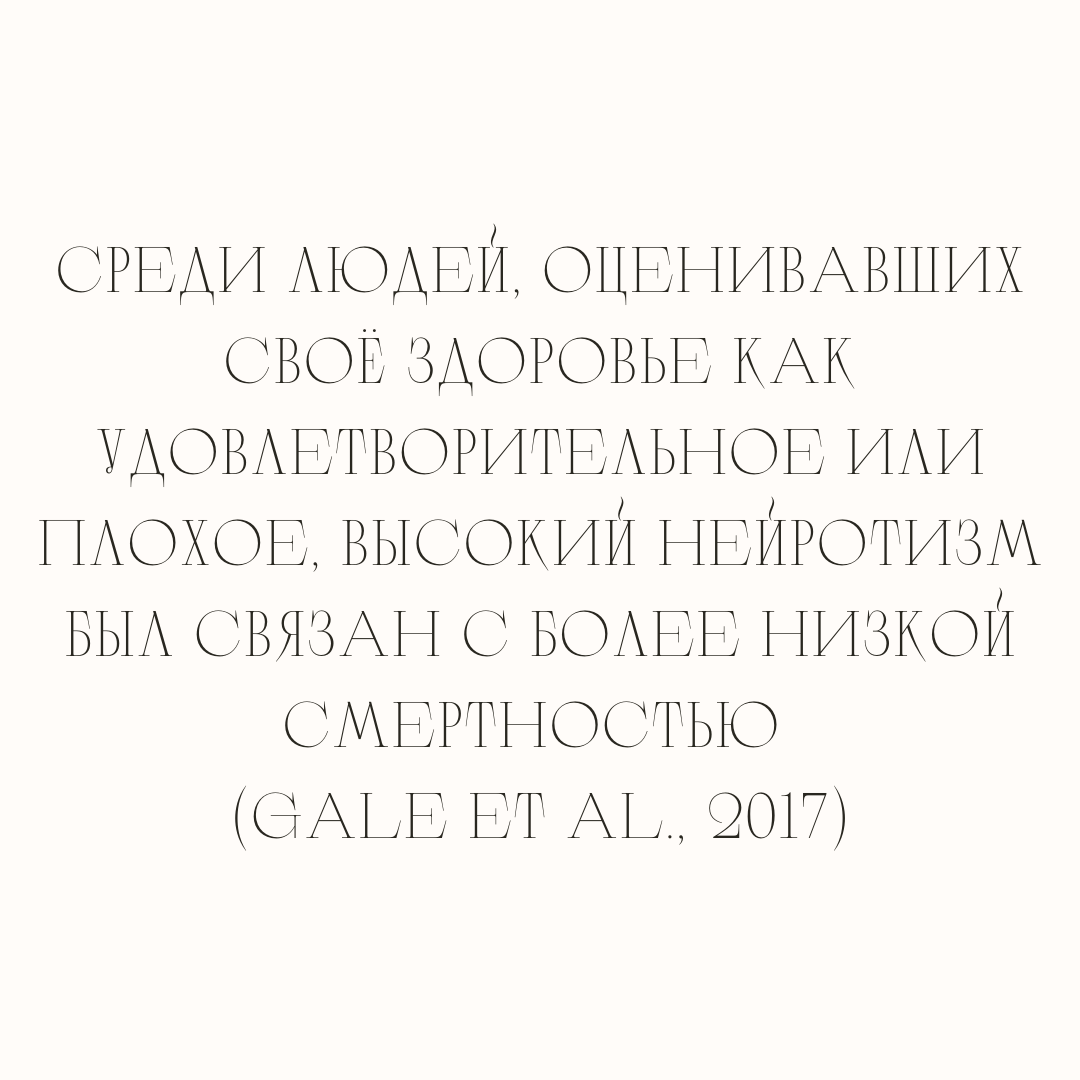 СРЕДИ ЛЮДЕЙ, ОЦЕНИВАВШИХ
СВОЁ ЗДОРОВЬЕ КАК
УДОВЛЕТВОРИТЕЛЬНОЕ ИЛИ
ПЛОХОЕ, ВЫСОКИЙ НЕЙРОТИЗМ
БЫЛ СВЯЗАН С БОЛЕЕ НИЗКОЙ
СМЕРТНОСТЬЮ
(GALE ET AL., 2017)